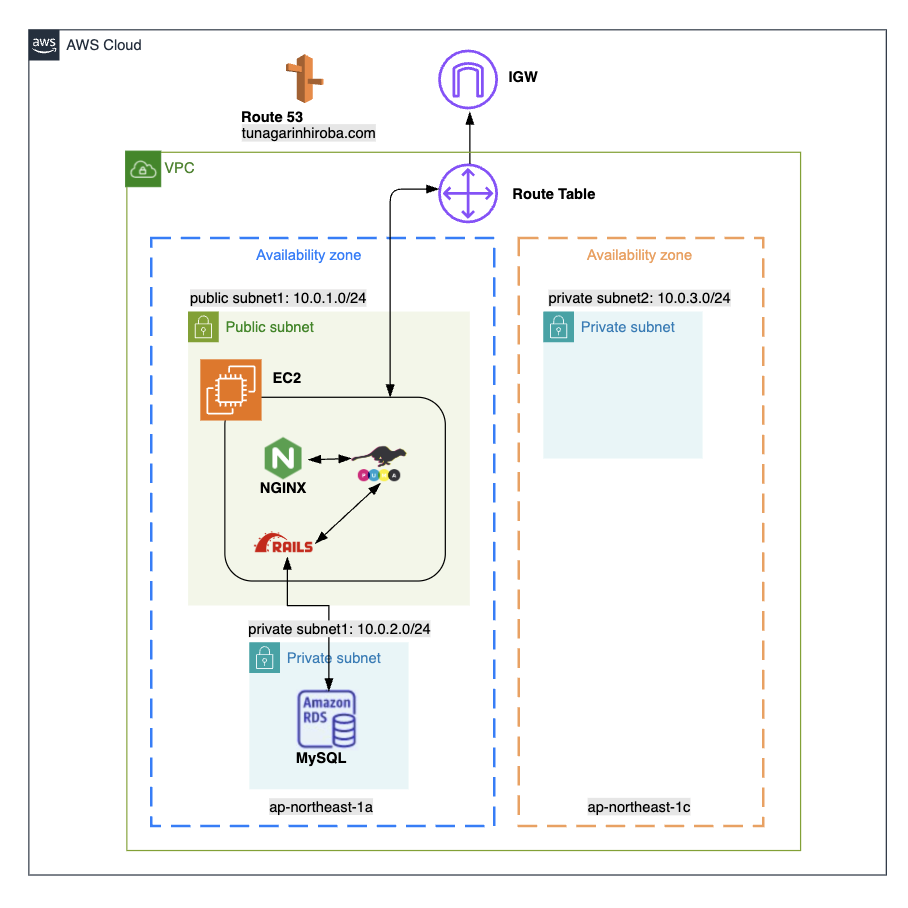 aws
AWS Cloud
IGW
Route 53
tunagarinhiroba.com
VPC
Route Table
Availability zone
Availability zone
public subnet1: 10.0.1.0/24
private subnet2: 10.0.3.0/24
Public subnet
Private subnet
EC2
N
NGINX
PUMA
RAILS
private subnet1: 10.0.2.0/24
Private subnet
Amazon
RDS
MySQL
ap-northeast-1a
ap-northeast-1c